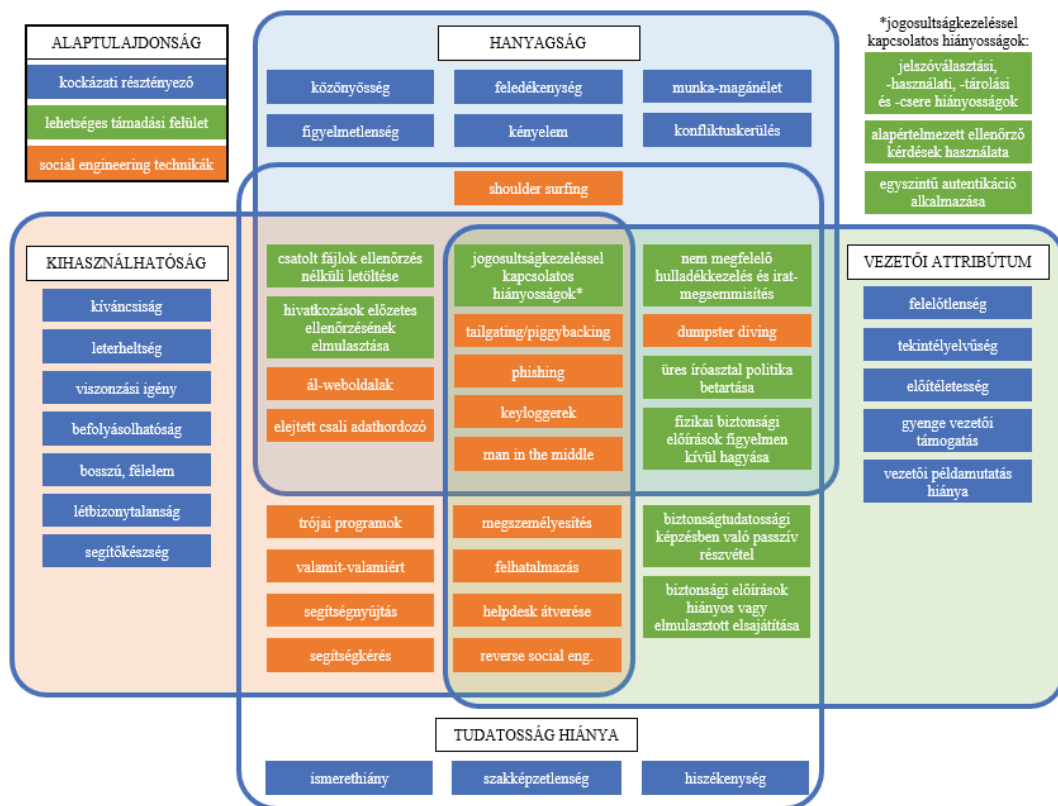 ALAPTULAJDONSÁG
kockázati résztényező
lehetséges támadási felület
social engineering technikák
HANYAGSÁG
közönyösség
feledékenység
munka-magánélet
figyelmetlenség
kényelem
konfliktuskerülés
shoulder surfing
*jogosultságkezeléssel
kapcsolatos hiányosságok:
jelszóválasztási,
-használati, -tárolási
és -csere hiányosságok
alapértelmezett ellenőrző
kérdések használata
egyszintű autentikáció
alkalmazása
KIHASZNÁLHATÓSÁG
kíváncsiság
leterheltség
viszonzási igény
befolyásolhatóság
bosszú, félelem
létbizonytalanság
segítőkészség
csatolt fájlok ellenőrzés
nélküli letöltése
hivatkozások előzetes
ellenőrzésének
elmulasztása
ál-weboldalak
elejtett csali adathordozó
jogosultságkezeléssel
kapcsolatos
hiányosságok*
tailgating/piggybacking
phishing
keyloggerek
man in the middle
nem megfelelő
hulladékkezelés és irat-
megsemmisítés
dumpster diving
üres íróasztal politika
betartása
fizikai biztonsági
előírások figyelmen
kívül hagyása
VEZETŐI ATTRIBÚTUM
felelőtlenség
tekintélyelvűség
előítéletesség
gyenge vezetői
támogatás
vezetői példamutatás
hiánya
trójai programok
valamit-valamiért
segítségnyújtás
segítségkérés
megszemélyesítés
felhatalmazás
helpdesk átverése
reverse social eng.
biztonságtudatossági
képzésben való passzív
részvétel
biztonsági előírások
hiányos vagy
elmulasztott elsajátítása
TUDATOSSÁG HIÁNYA
ismerethiány
szakképzetlenség
hiszékenység